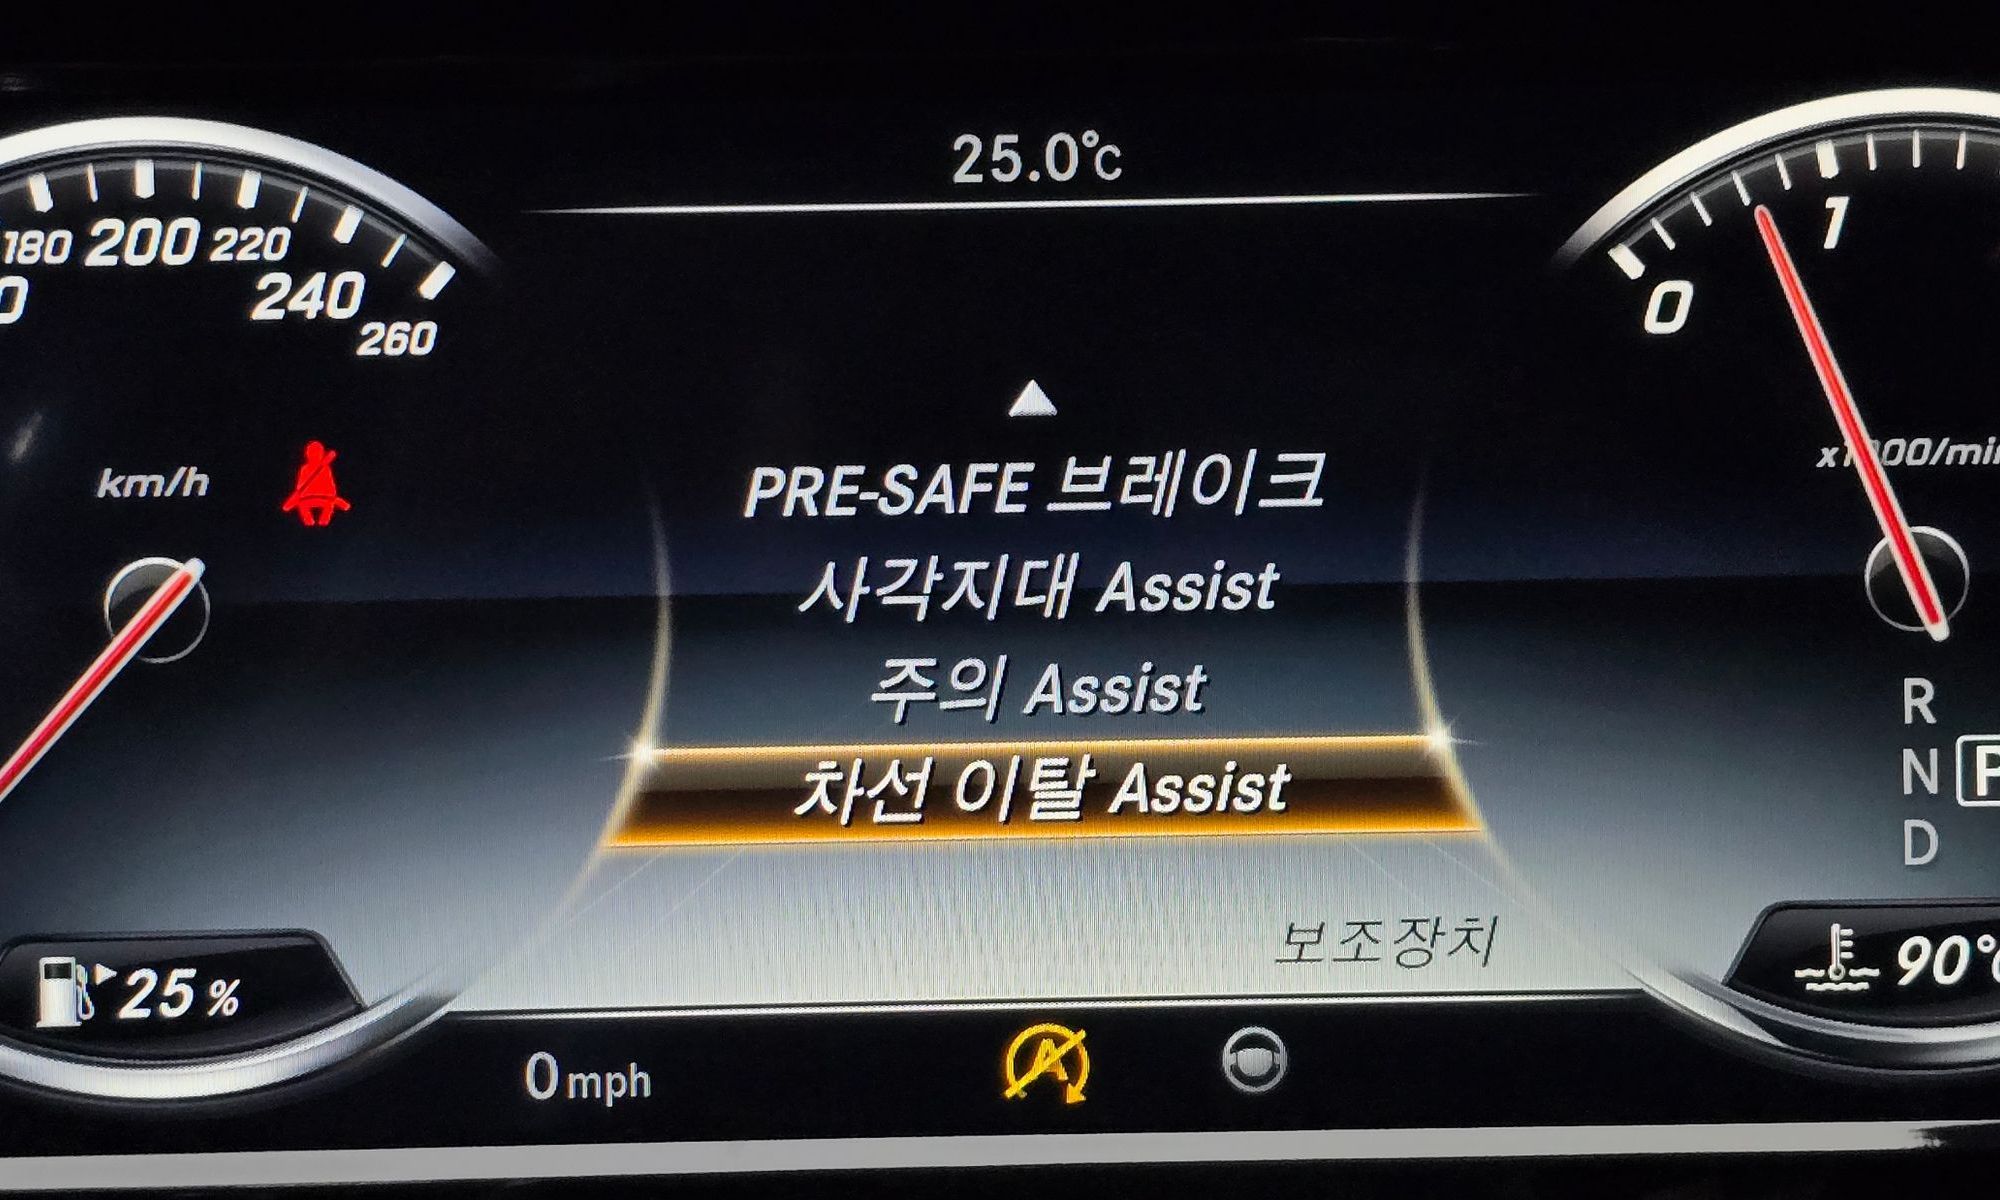 25.0°C
180 200 220
240
260
0
1
km/h
PRE-SAFE 브레이크
사각지대 Assist
주의 Assist
차선 이탈 Assist
보조장치
R
N
P
D
25 %
90°C
0 mph
A